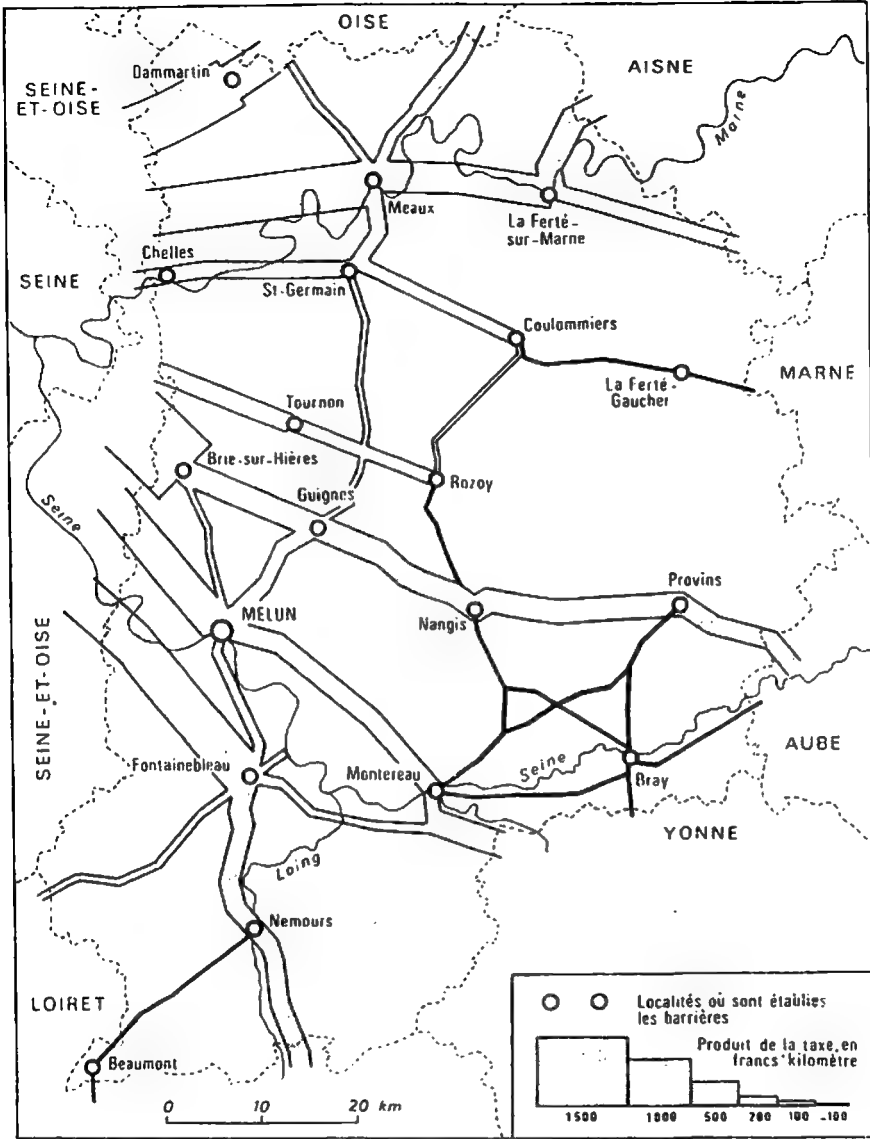 OISE
AISNE
Dammartin
SEINE-
ET-OISE
Marne
Meaux
La Ferté-
sur-Marne
Chelles
SEINE
St-Germain
Coulommiers
MARNE
La Ferté-
Gaucher
Tournon
Brie-sur-Hières
Rozoy
Guignes
Seine
Provins
MELUN
Nangis
SEINE-ET-OISE
AUBE
Fontainebleau
Montereau
Seine
Bray
YONNE
Loing
Nemours
LOIRET
Beaumont
0 10 20 km
Localités où sont établies
les barrières
Produit de la taxe, en
francs/kilomètre
1500 1000 500 200 100 -100